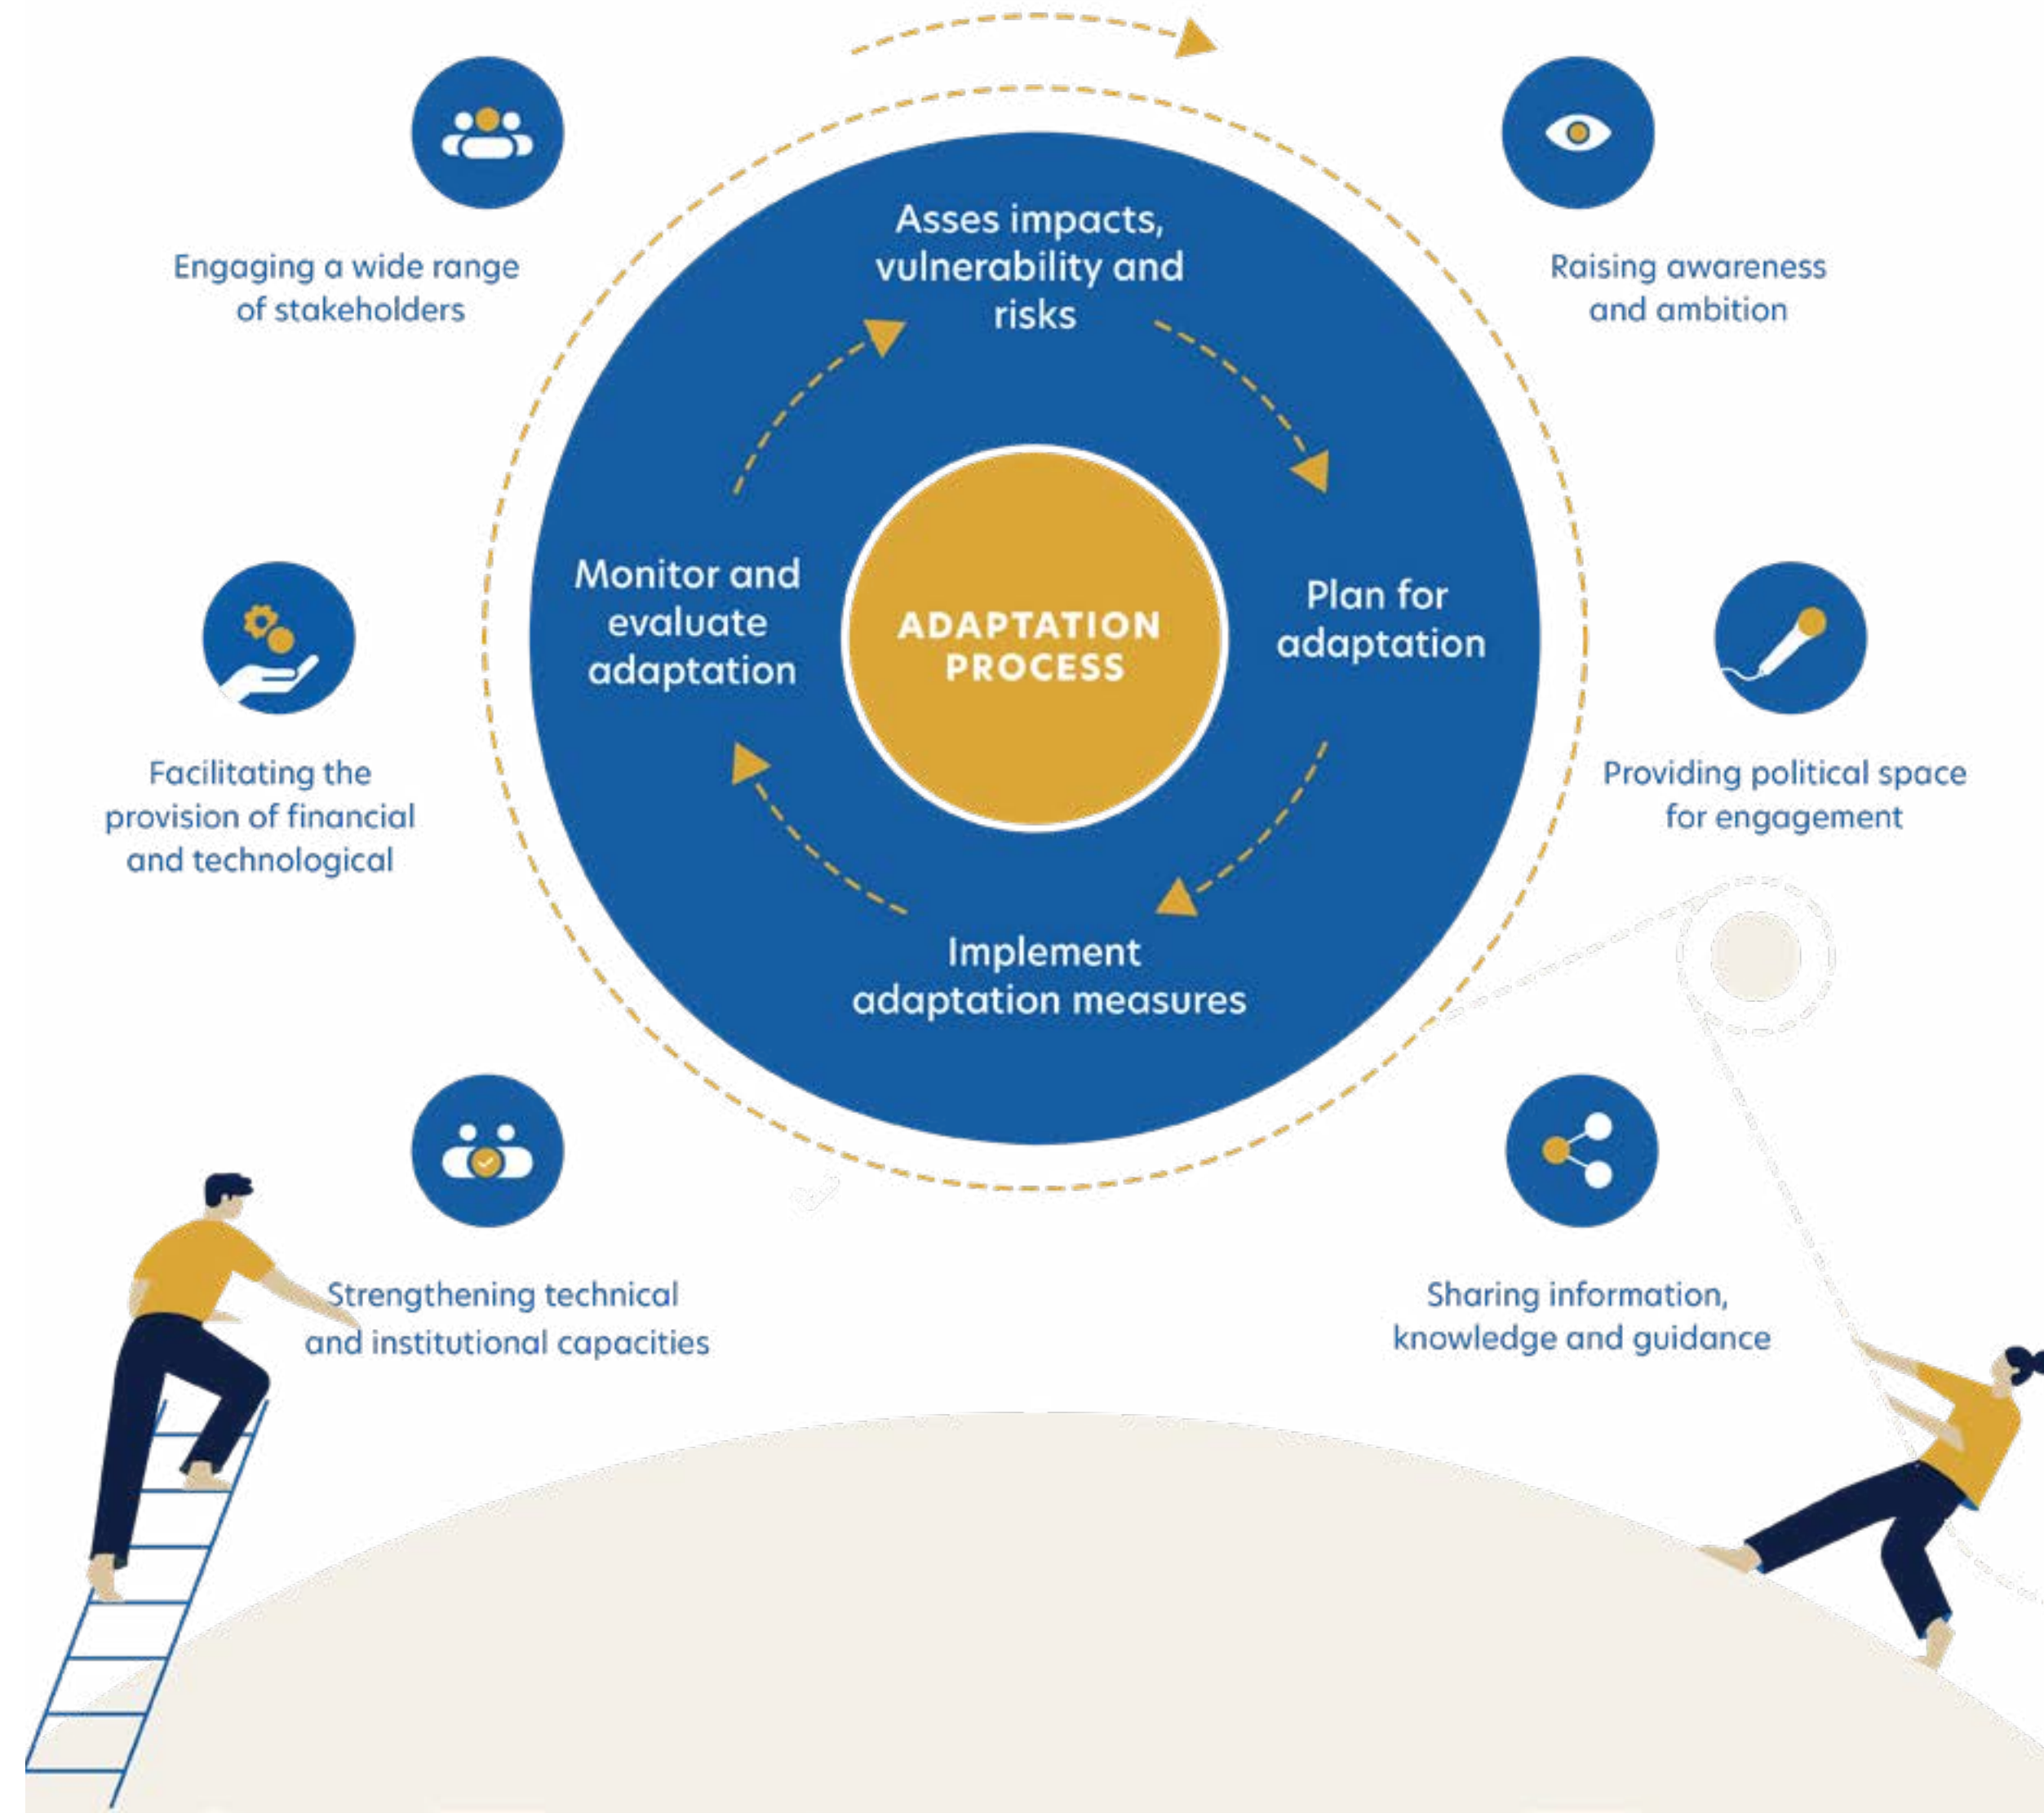 Engaging a wide range
of stakeholders
Raising awareness
and ambition
Asses impacts,
vulnerability and
risks
Monitor and
evaluate
adaptation
ADAPTATION
PROCESS
Plan for
adaptation
Implement
adaptation measures
Facilitating the
provision of financial
and technological
Providing political space
for engagement
Strengthening technical
and institutional capacities
Sharing information,
knowledge and guidance